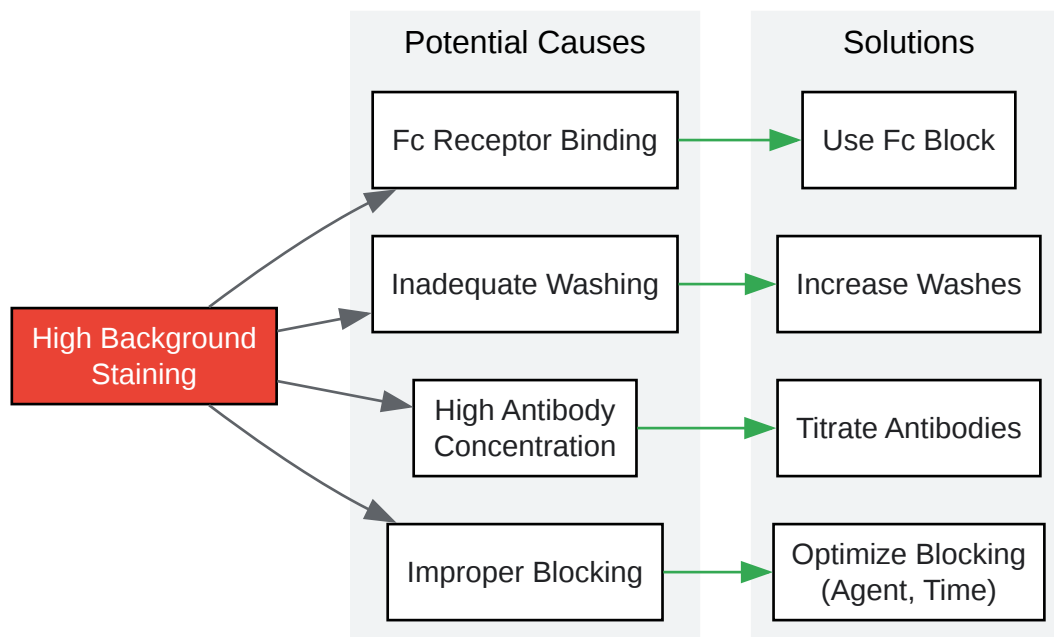 Potential Causes
Solutions
Fc Receptor Binding
Use Fc Block
Inadequate Washing
Increase Washes
High Background
Staining
High Antibody
Concentration
Titrate Antibodies
Improper Blocking
Optimize Blocking
(Agent, Time)